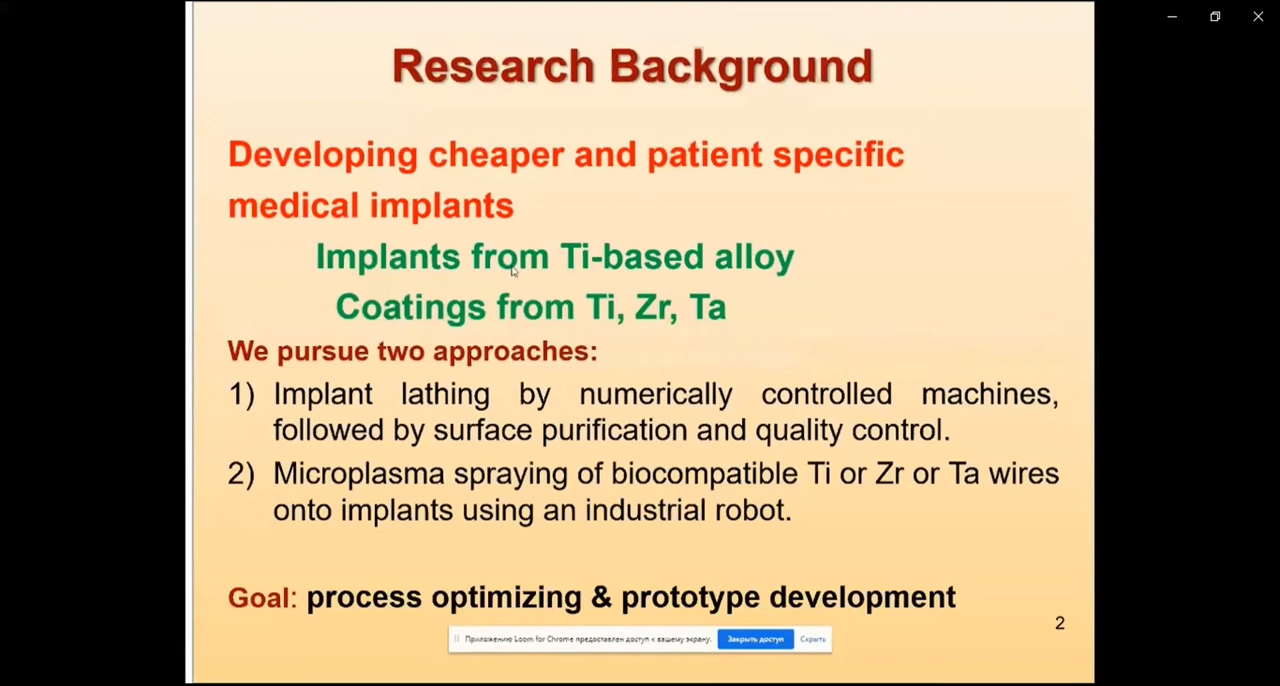 Research Background
Developing cheaper and patient specific
medical implants
Implants from Ti-based alloy
Coatings from Ti, Zr, Ta
We pursue two approaches:
1) Implant lathing by numerically controlled machines,
followed by surface purification and quality control.
2) Microplasma spraying of biocompatible Ti or Zr or Ta wires
onto implants using an industrial robot.
Goal: process optimizing & prototype development
2
Приложению Loom for Chrome предоставлен доступ к вашему экрану. Закрыть доступ Скрыть